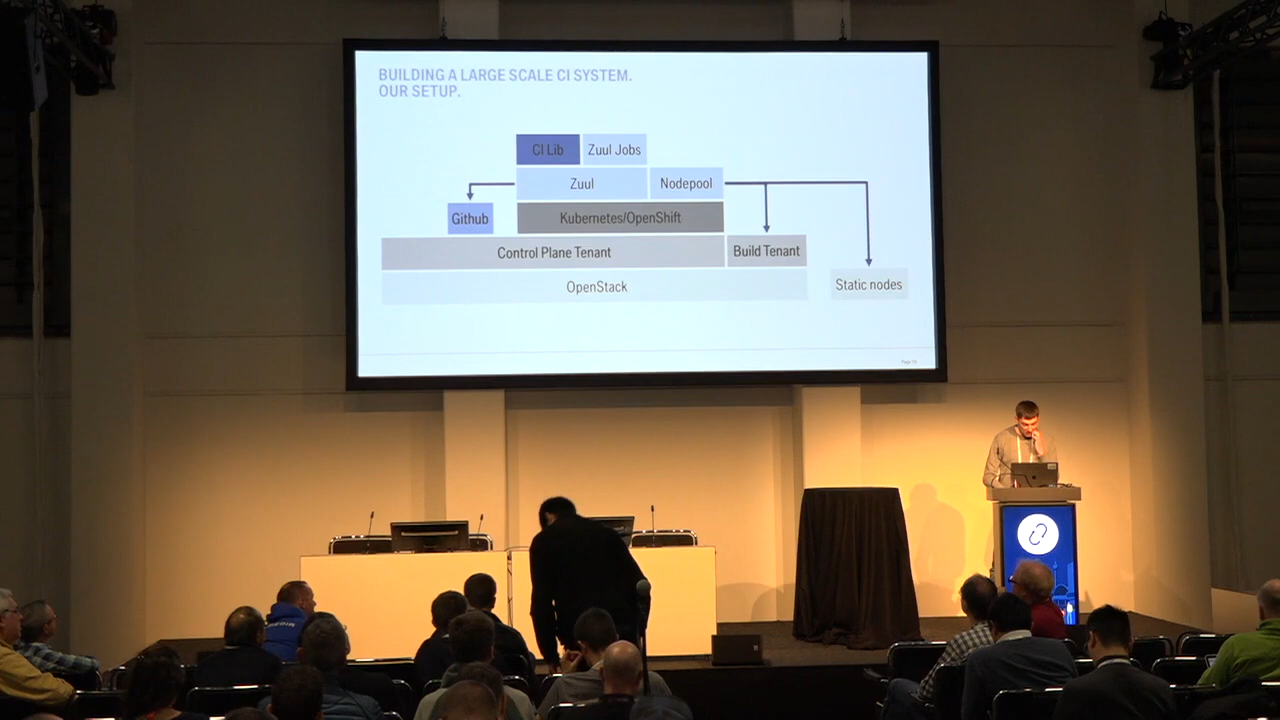 BUILDING A LARGE SCALE CI SYSTEM.
OUR SETUP.
CI Lib
Zuul Jobs
Zuul
Nodepool
Github
Kubernetes/OpenShift
Control Plane Tenant
Build Tenant
OpenStack
Static nodes